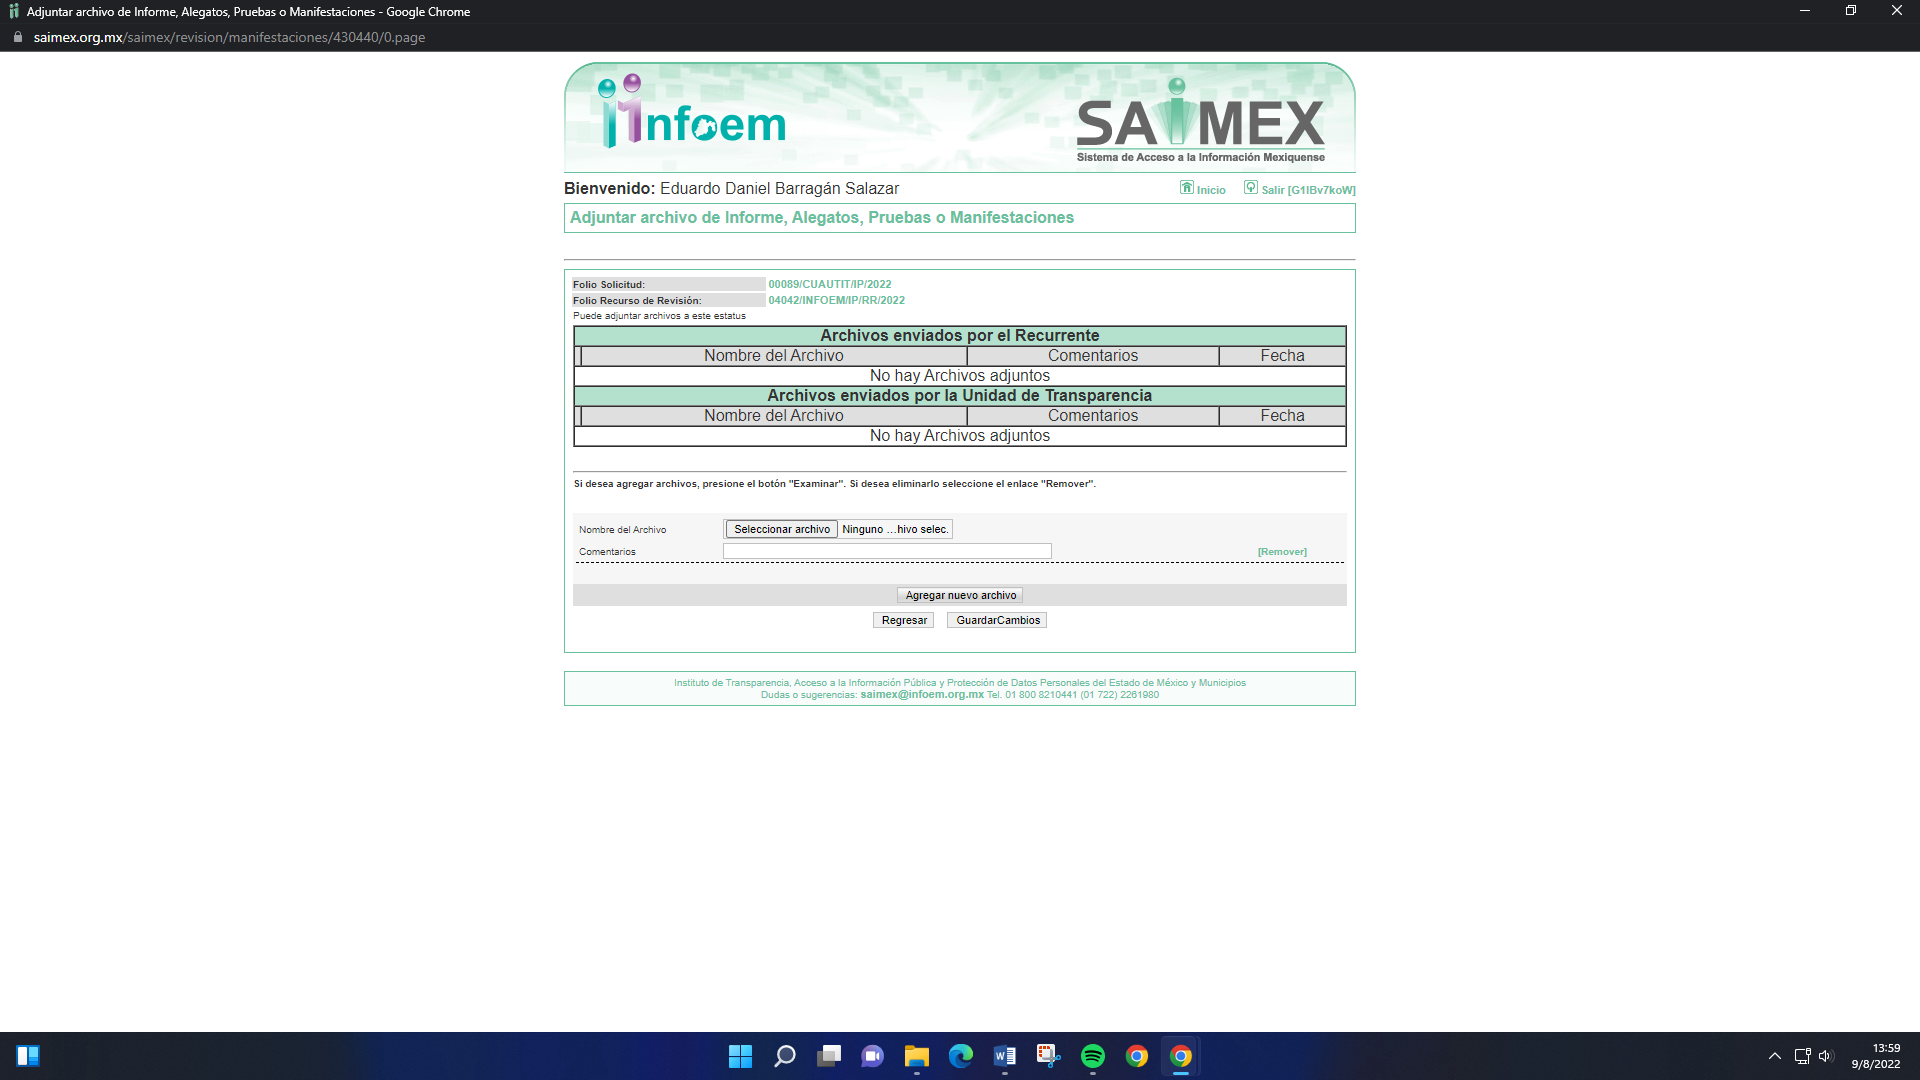 Adjuntar archivo de Informe, Alegatos, Pruebas o Manifestaciones - Google Chrome
saimex.org.mx/saimex/revision/manifestaciones/430440/0.page
infoem
SAIMEX
Sistema de Acceso a la Información Mexiquense
Bienvenido: Eduardo Daniel Barragán Salazar
Inicio
Salir [G1IBv7koW]
Adjuntar archivo de Informe, Alegatos, Pruebas o Manifestaciones
Folio Solicitud: 00089/CUAUTIT/IP/2022
Folio Recurso de Revisión: 04042/INFOEM/IP/RR/2022
Puede adjuntar archivos a este estatus
Archivos enviados por el Recurrente
Nombre del Archivo Comentarios Fecha
No hay Archivos adjuntos
Archivos enviados por la Unidad de Transparencia
Nombre del Archivo Comentarios Fecha
No hay Archivos adjuntos
Si desea agregar archivos, presione el botón "Examinar". Si desea eliminarlo seleccione el enlace "Remover".
Nombre del Archivo Seleccionar archivo Ninguno ...hivo selec.
Comentarios [Remover]
Agregar nuevo archivo
Regresar GuardarCambios
Instituto de Transparencia, Acceso a la Información Pública y Protección de Datos Personales del Estado de México y Municipios
Dudas o sugerencias: saimex@infoem.org.mx Tel. 01 800 8210441 (01 722) 2261980
13:59
9/8/2022